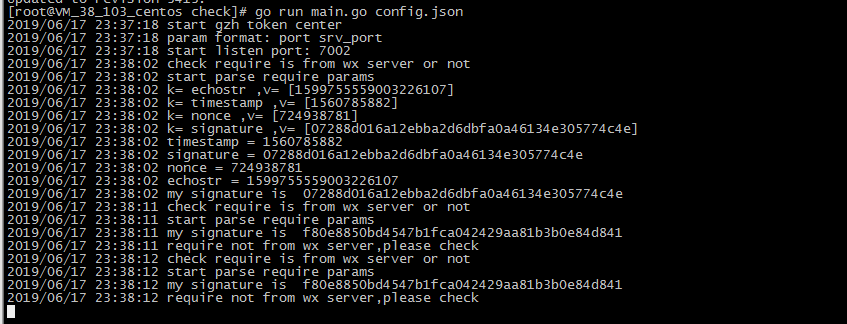 updated to revision 5415.
[root@VM_38_103_centos check]# go run main.go config.json
2019/06/17 23:37:18 start gzh token center
2019/06/17 23:37:18 param format: port srv_port
2019/06/17 23:37:18 start listen port: 7002
2019/06/17 23:38:02 check require is from wx server or not
2019/06/17 23:38:02 start parse require params
2019/06/17 23:38:02 k= echostr ,v= [1599755559003226107]
2019/06/17 23:38:02 k= timestamp ,v= [1560785882]
2019/06/17 23:38:02 k= nonce ,v= [724938781]
2019/06/17 23:38:02 k= signature ,v= [07288d016a12ebba2d6dbfa0a46134e305774c4e]
2019/06/17 23:38:02 timestamp = 1560785882
2019/06/17 23:38:02 signature = 07288d016a12ebba2d6dbfa0a46134e305774c4e
2019/06/17 23:38:02 nonce = 724938781
2019/06/17 23:38:02 echostr = 1599755559003226107
2019/06/17 23:38:02 my signature is  07288d016a12ebba2d6dbfa0a46134e305774c4e
2019/06/17 23:38:11 check require is from wx server or not
2019/06/17 23:38:11 start parse require params
2019/06/17 23:38:11 my signature is  f80e8850bd4547b1fca042429aa81b3b0e84d841
2019/06/17 23:38:11 require not from wx server,please check
2019/06/17 23:38:12 check require is from wx server or not
2019/06/17 23:38:12 start parse require params
2019/06/17 23:38:12 my signature is  f80e8850bd4547b1fca042429aa81b3b0e84d841
2019/06/17 23:38:12 require not from wx server,please check